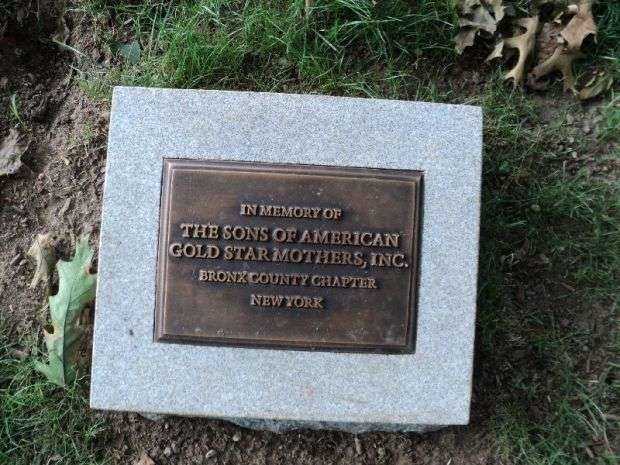 IN MEMORY OF
THE SONS OF AMERICAN
GOLD STAR MOTHERS, INC.
BRONX COUNTY CHAPTER
NEW YORK